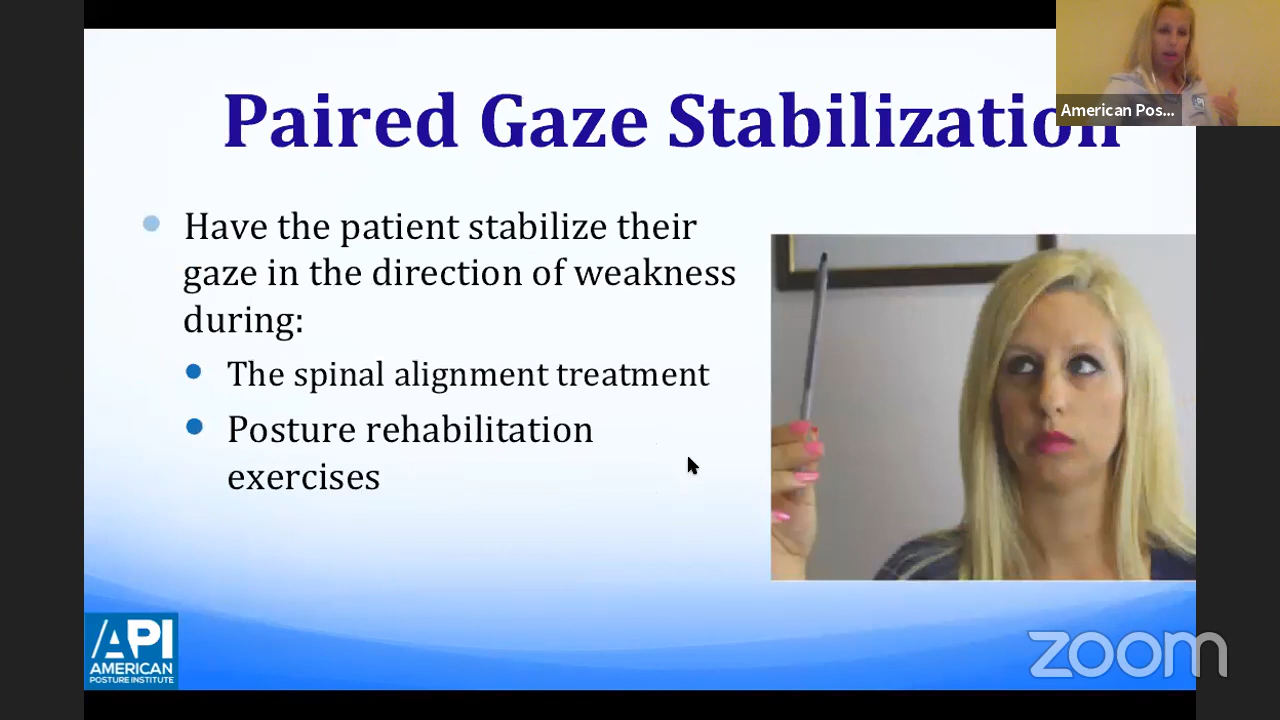 Paired Gaze Stabilization
American Pos...
Have the patient stabilize their
gaze in the direction of weakness
during:
The spinal alignment treatment
Posture rehabilitation
exercises
API
AMERICAN
POSTURE INSTITUTE
zoom
API